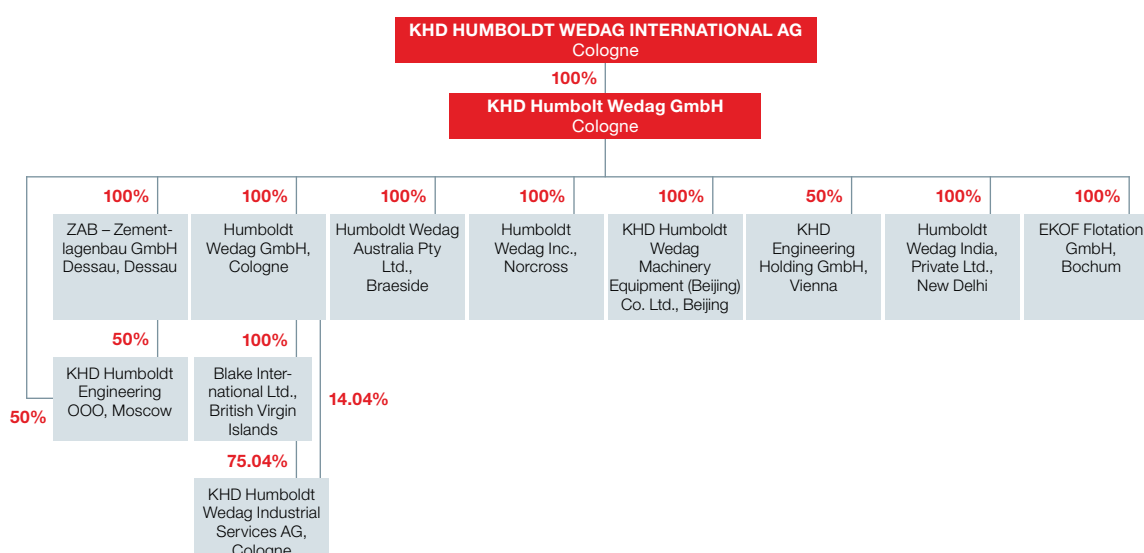 KHD HUMBOLDT WEDAG INTERNATIONAL AG
Cologne
100%
KHD Humbolt Wedag GmbH
Cologne
100%
100%
100%
100%
100%
50%
100%
100%
ZAB – Zement-
lagenbau GmbH
Dessau, Dessau
Humboldt
Wedag GmbH,
Cologne
Humboldt Wedag
Australia Pty
Ltd.,
Braeside
Humboldt
Wedag Inc.,
Norcross
KHD Humboldt
Wedag
Machinery
Equipment (Beijing)
Co. Ltd., Beijing
KHD
Engineering
Holding GmbH,
Vienna
Humboldt
Wedag India,
Private Ltd.,
New Delhi
EKOF Flotation
GmbH,
Bochum
50%
100%
KHD Humboldt
Engineering
OOO, Moscow
Blake Inter-
national Ltd.,
British Virgin
Islands
14.04%
50%
75.04%
KHD Humboldt
Wedag Industrial
Services AG,
Cologne